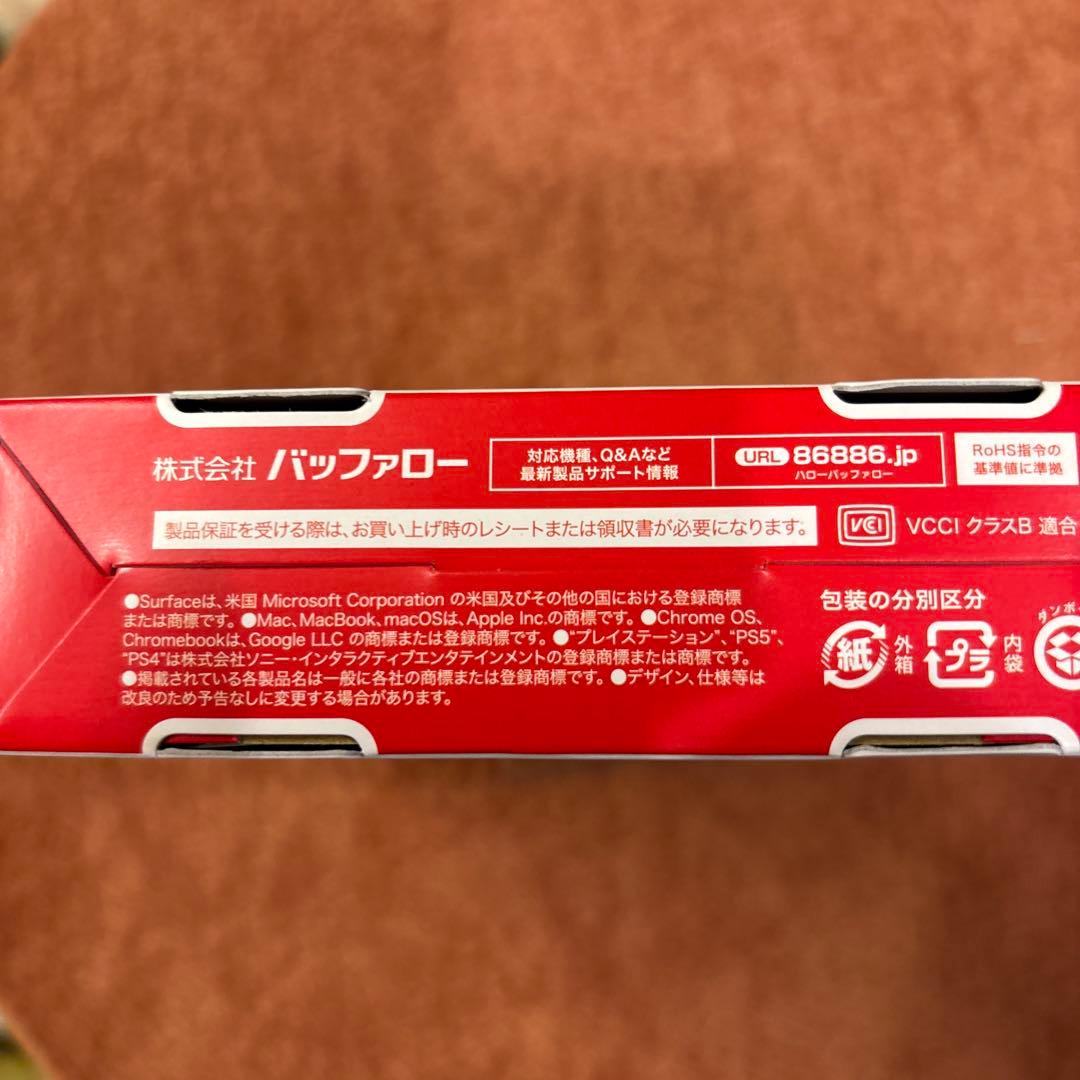 株式会社 バッファロー
対応機種、Q&Aなど
最新製品サポート情報
URL 86886.jp
ハローバッファロー
RoHS指令の
基準値に準拠
製品保証を受ける際は、お買い上げ時のレシートまたは領収書が必要になります。
VCCI VCCI クラスB 適合
●Surfaceは、米国 Microsoft Corporation の米国及びその他の国における登録商標
または商標です。●Mac、MacBook、macOSは、Apple Inc.の商標です。●Chrome OS、
Chromebookは、Google LLC の商標または登録商標です。●“プレイステーション”、“PS5”、
“PS4”は株式会社ソニー・インタラクティブエンタテインメントの登録商標または商標です。
●掲載されている各製品名は一般に各社の商標または登録商標です。●デザイン、仕様等は
改良のため予告なしに変更する場合があります。
包装の分別区分
紙 外箱
プラ 内袋
ダンボ